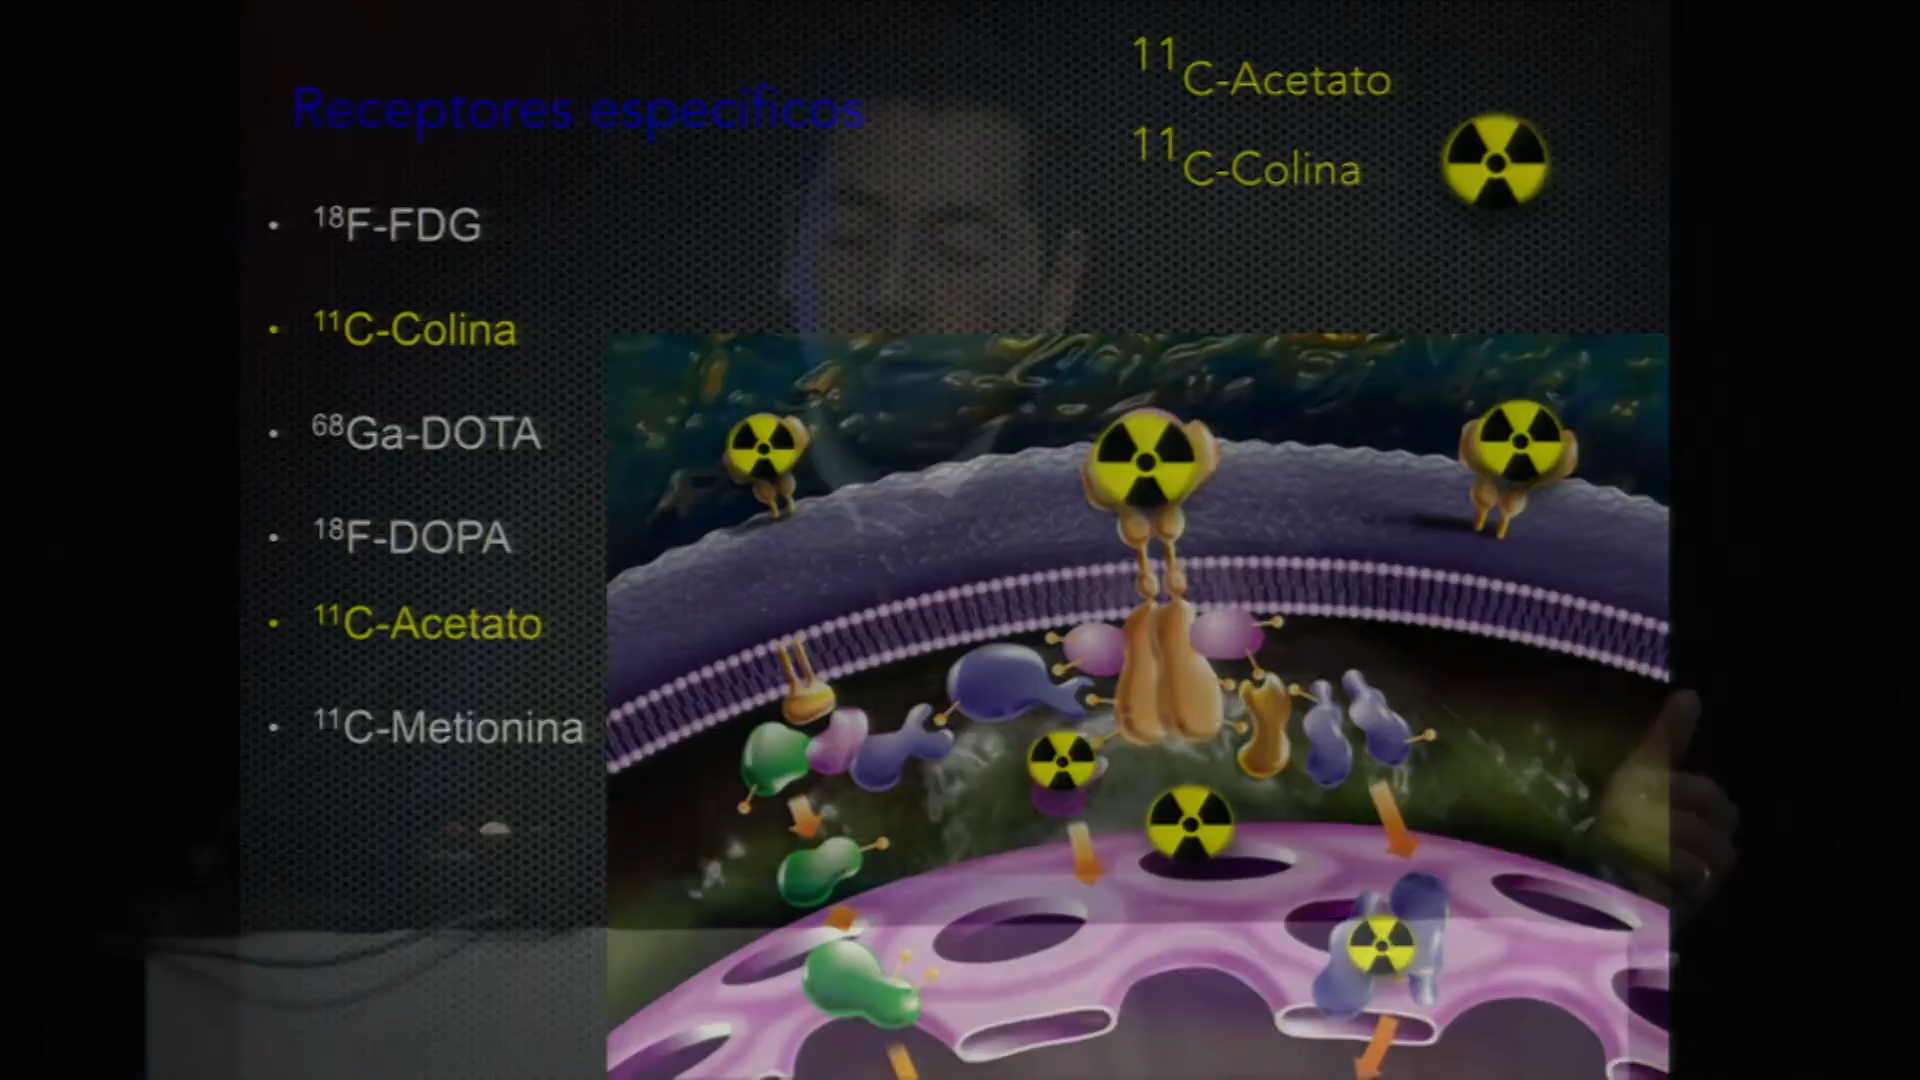 Receptores específicos
¹⁸F-FDG
¹¹C-Colina
⁶⁸Ga-DOTA
¹⁸F-DOPA
¹¹C-Acetato
¹¹C-Metionina
¹¹C-Acetato
¹¹C-Colina